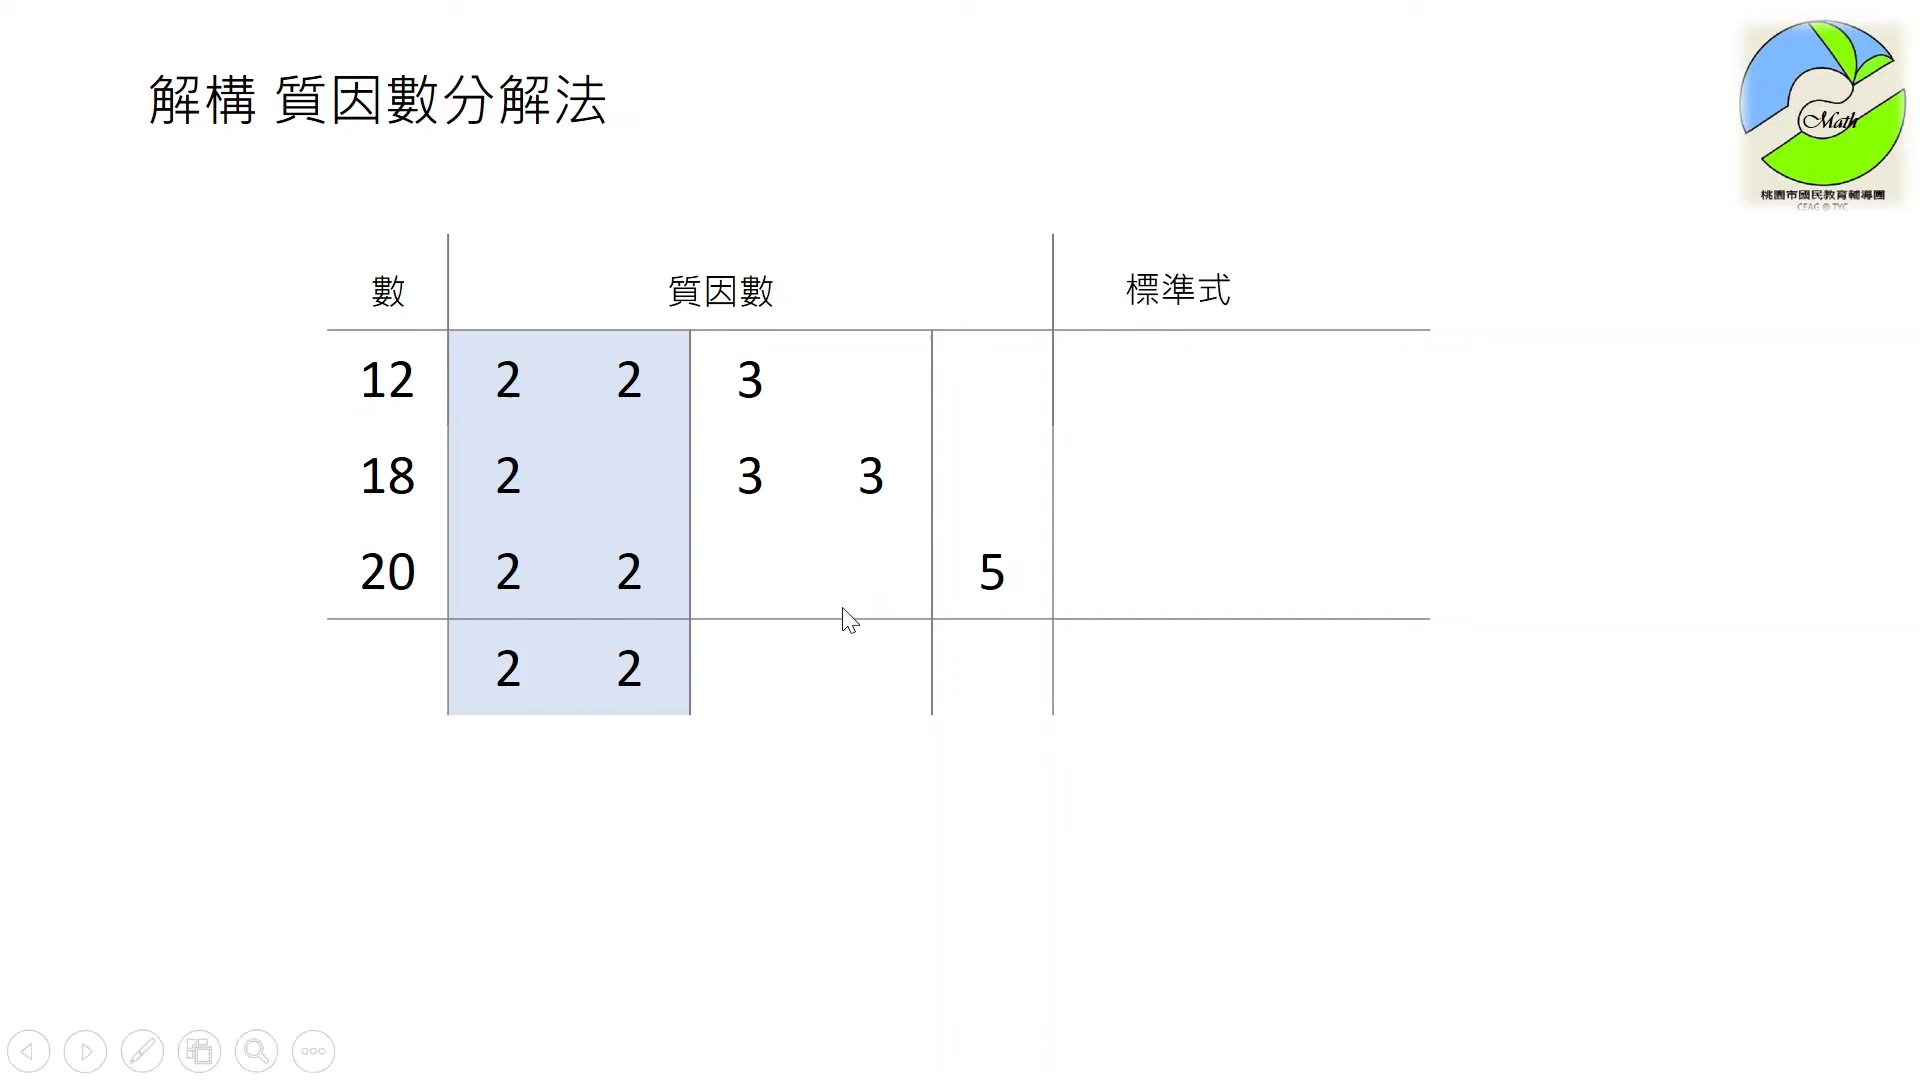 解構 質因數分解法
Math
桃園市國民教育輔導團
CEAG @ TYC
數 質因數 標準式
12 2 2 3
18 2 3 3
20 2 2 5
2 2